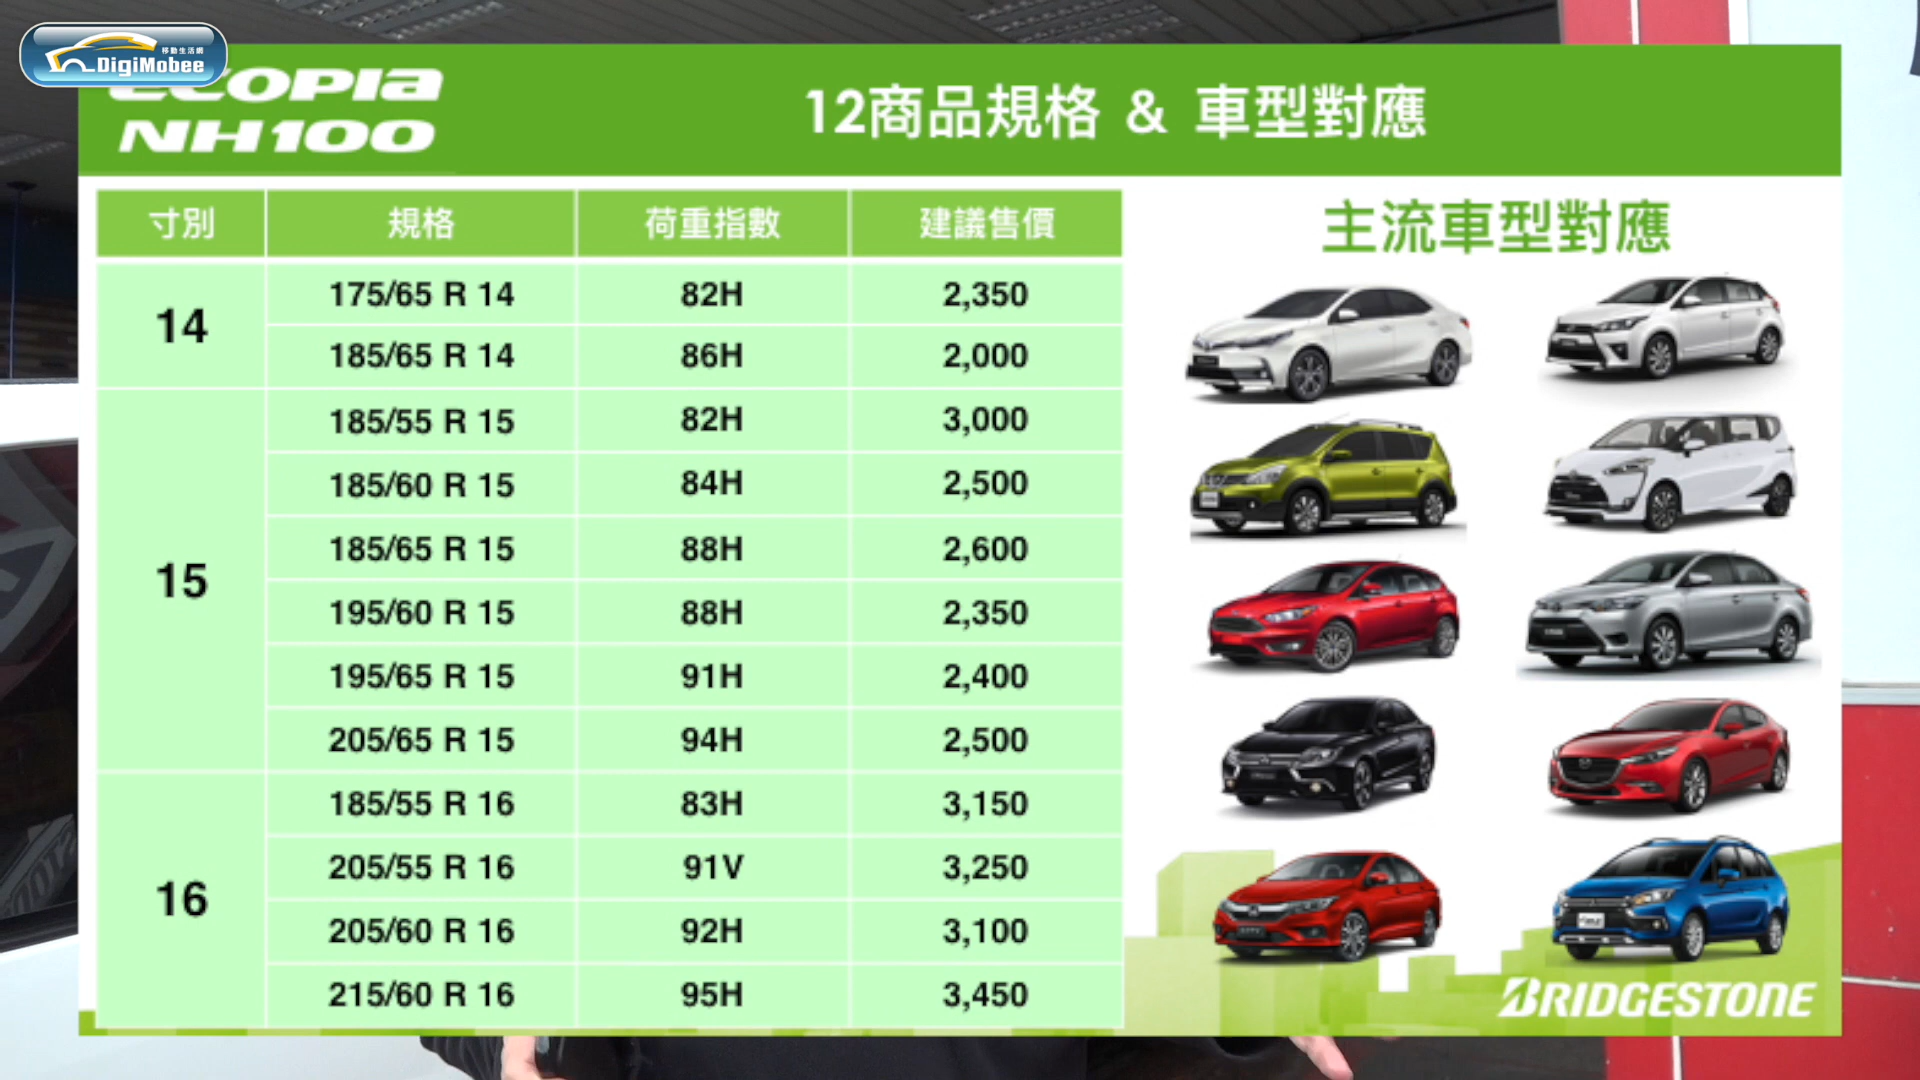 移動生活網
DigiMobee
ECOPIA
NH100
12商品規格 & 車型對應
寸別 規格 荷重指數 建議售價
主流車型對應
14
175/65 R 14 82H 2,350
185/65 R 14 86H 2,000
15
185/55 R 15 82H 3,000
185/60 R 15 84H 2,500
185/65 R 15 88H 2,600
195/60 R 15 88H 2,350
195/65 R 15 91H 2,400
205/65 R 15 94H 2,500
16
185/55 R 16 83H 3,150
205/55 R 16 91V 3,250
205/60 R 16 92H 3,100
215/60 R 16 95H 3,450
BRIDGESTONE